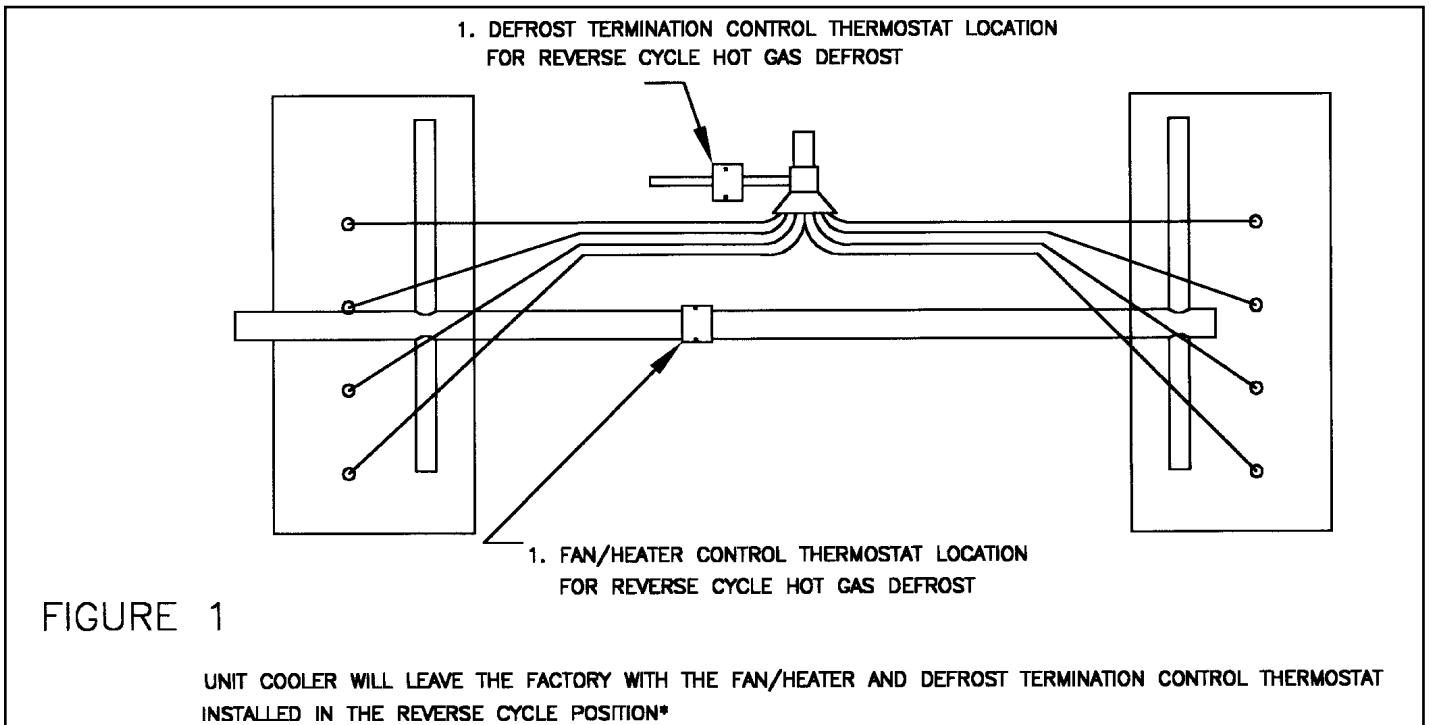 1. DEFROST TERMINATION CONTROL THERMOSTAT LOCATION
FOR REVERSE CYCLE HOT GAS DEFROST
1. FAN/HEATER CONTROL THERMOSTAT LOCATION
FOR REVERSE CYCLE HOT GAS DEFROST
FIGURE 1
UNIT COOLER WILL LEAVE THE FACTORY WITH THE FAN/HEATER AND DEFROST TERMINATION CONTROL THERMOSTAT
INSTALLED IN THE REVERSE CYCLE POSITION*